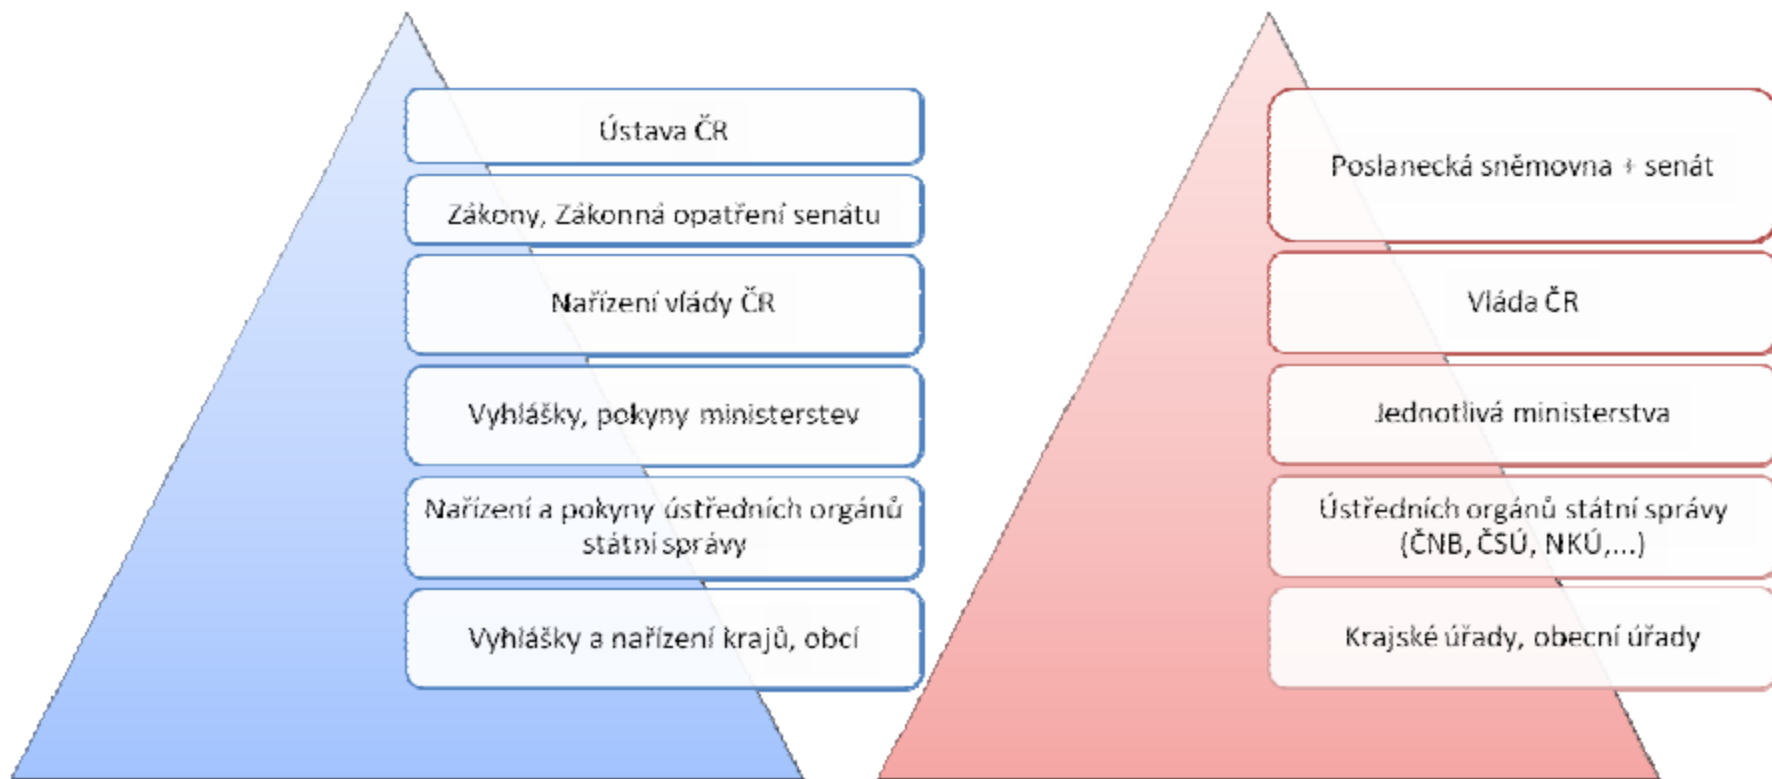 Ústava ČR
Zákony, Zákonná opatření senátu
Nařízení vlády ČR
Vyhlášky, pokyny ministerstev
Nařízení a pokyny ústředních orgánů
státní správy
Vyhlášky a nařízení krajů, obcí
Poslanecká sněmovna + senát
Vláda ČR
Jednotlivá ministerstva
Ústředních orgánů státní správy
(ČNB, ČSÚ, NKÚ,...)
Krajské úřady, obecní úřady